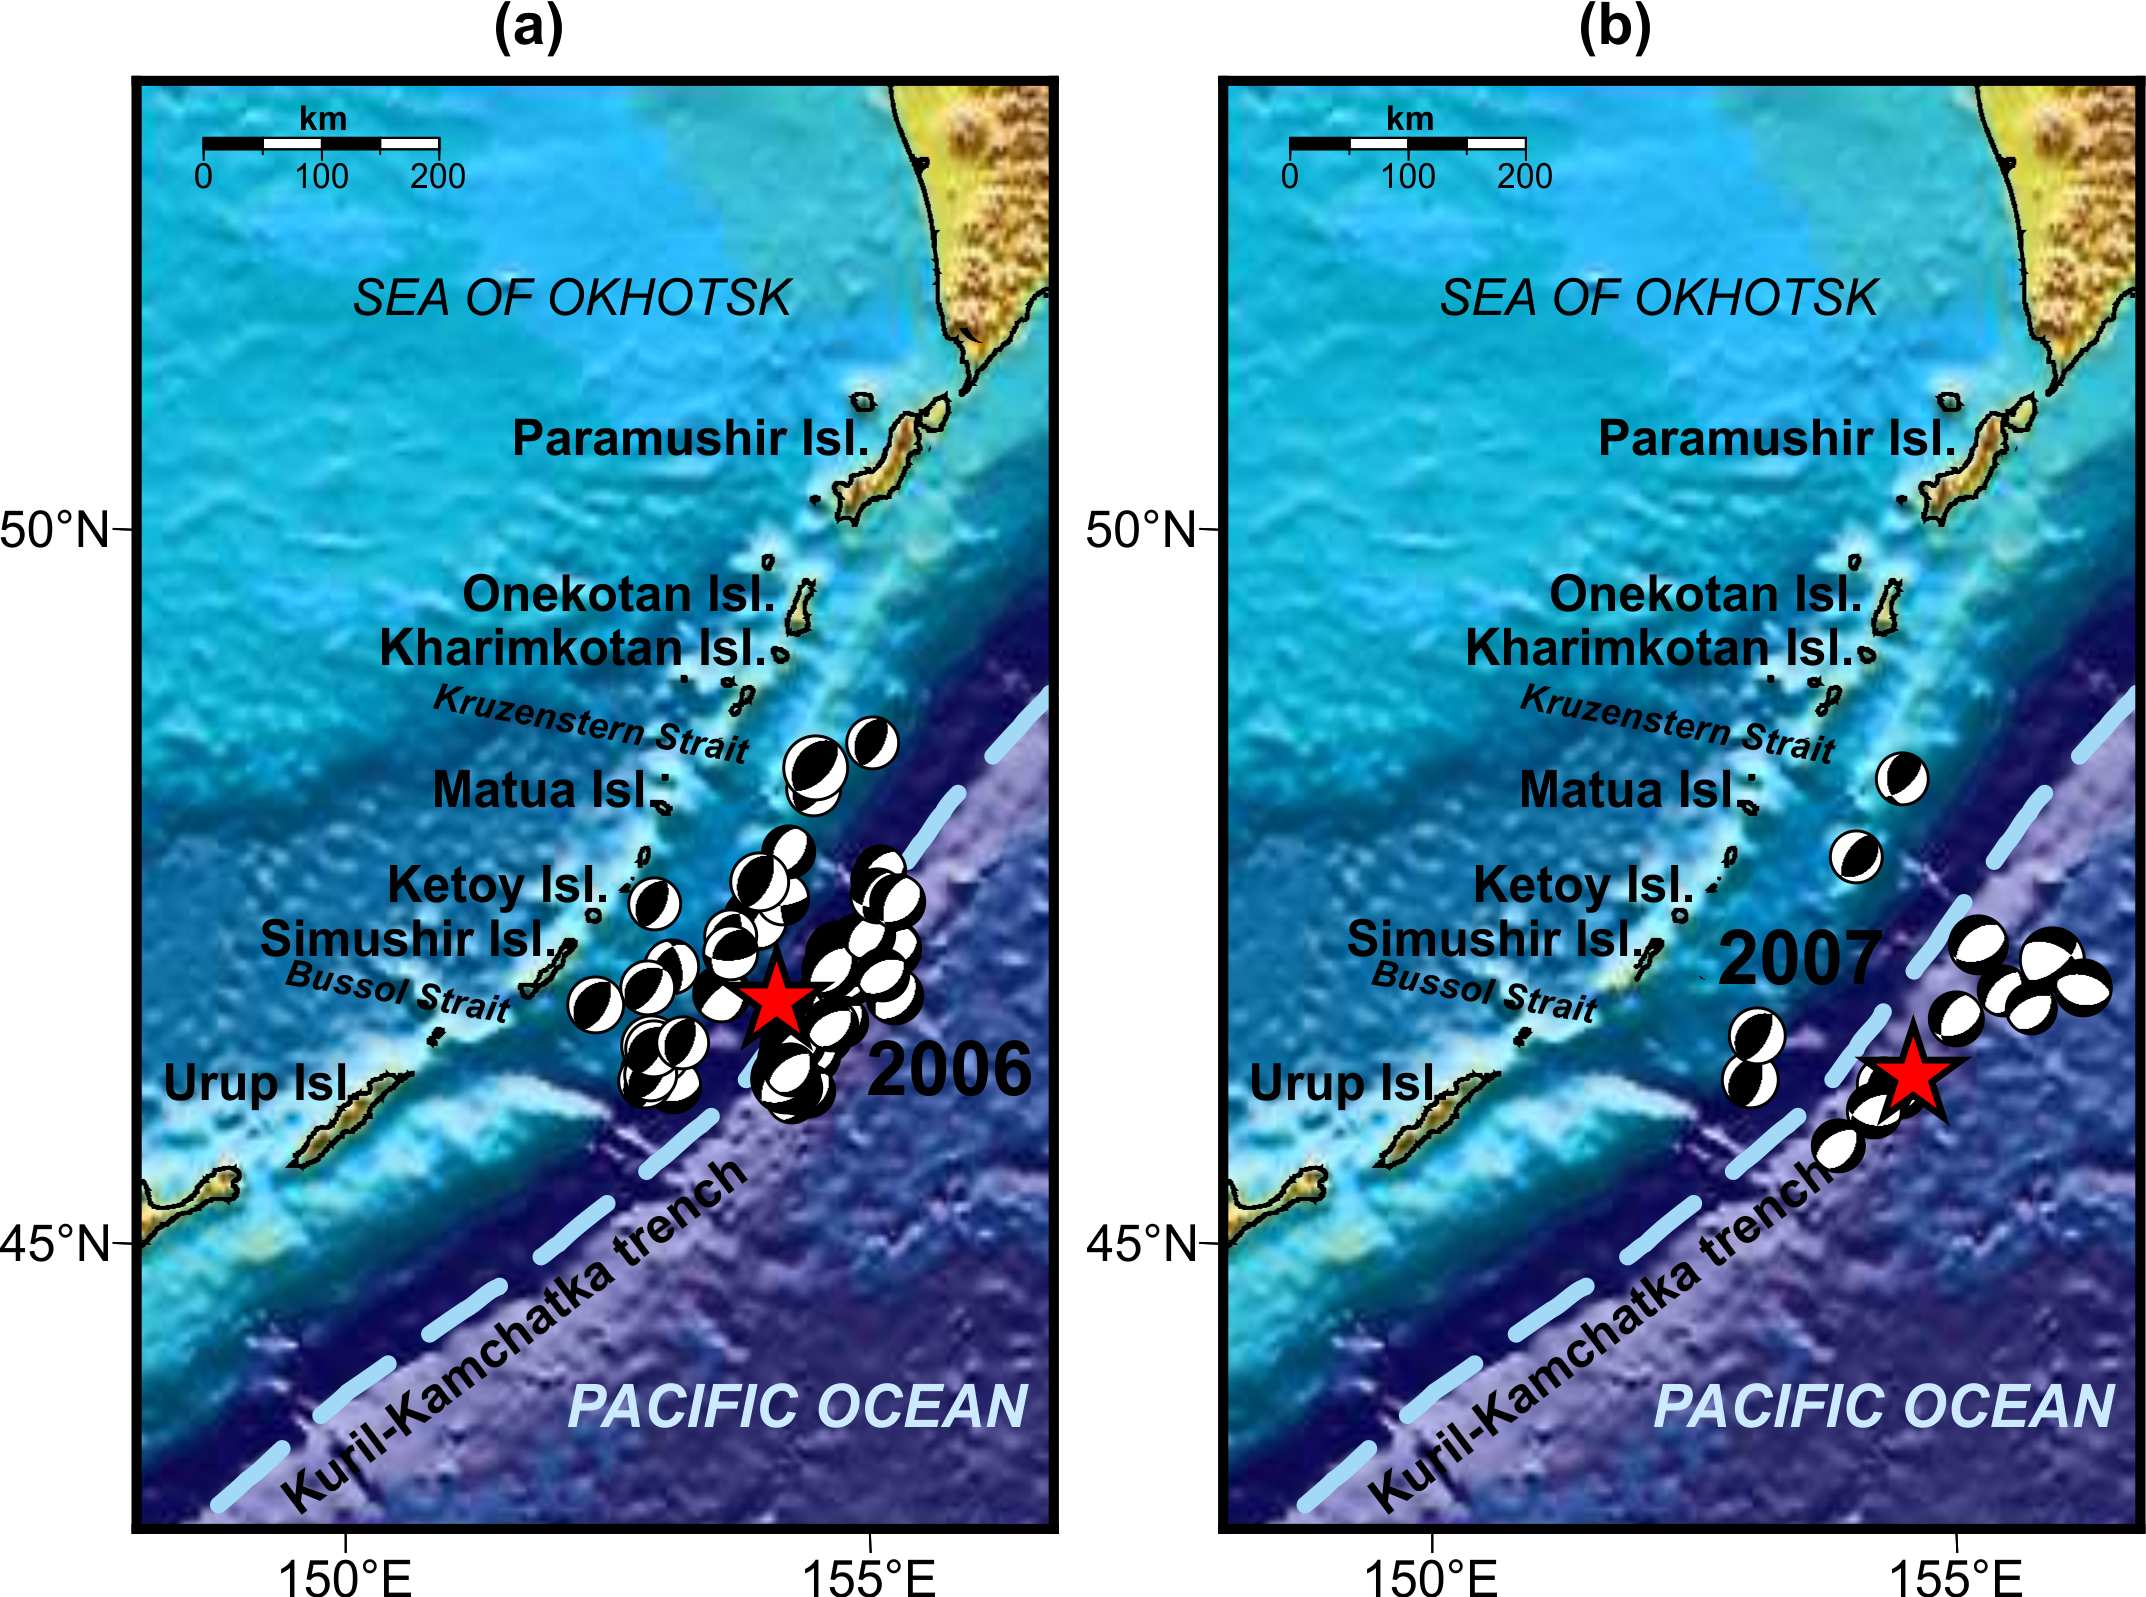 (a)
km
0 100 200
SEA OF OKHOTSK
Paramushir Isl.
50°N
Onekotan Isl.
Kharimkotan Isl.
Kruzenstern Strait
Matua Isl.
Ketoy Isl.
Simushir Isl.
Bussol Strait
2006
Urup Isl.
45°N
Kuril-Kamchatka trench
PACIFIC OCEAN
150°E 155°E
(b)
km
0 100 200
SEA OF OKHOTSK
Paramushir Isl.
50°N
Onekotan Isl.
Kharimkotan Isl.
Kruzenstern Strait
Matua Isl.
Ketoy Isl.
Simushir Isl.
2007
Bussol Strait
Urup Isl.
45°N
Kuril-Kamchatka trench
PACIFIC OCEAN
150°E 155°E